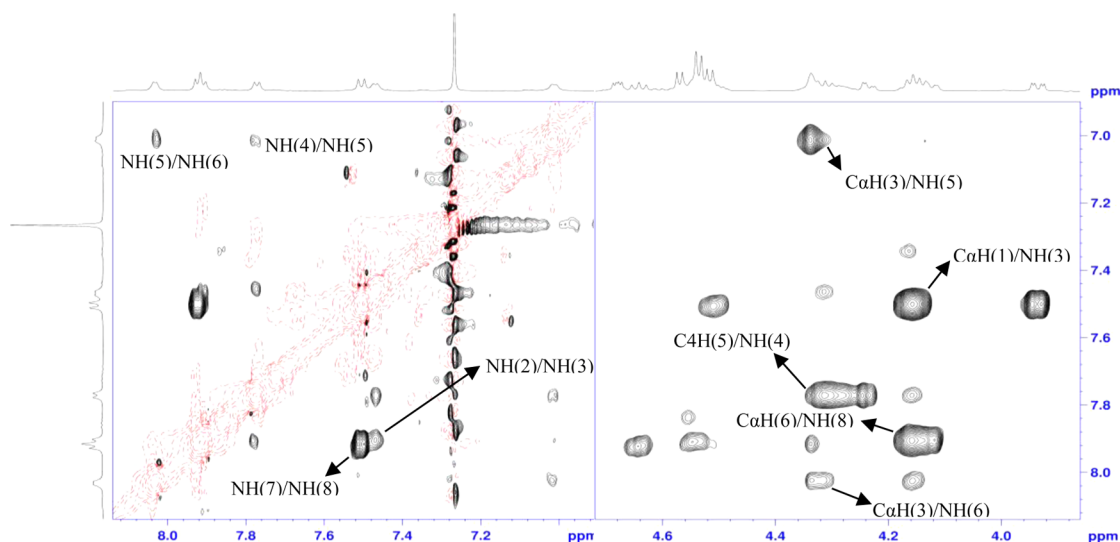 ppm
NH(5)/NH(6)
NH(4)/NH(5)
7.0
CαH(3)/NH(5)
7.2
CαH(1)/NH(3)
7.4
C4H(5)/NH(4)
7.6
NH(2)/NH(3)
7.8
CαH(6)/NH(8)
NH(7)/NH(8)
8.0
CαH(3)/NH(6)
8.0 7.8 7.6 7.4 7.2 ppm 4.6 4.4 4.2 4.0 ppm